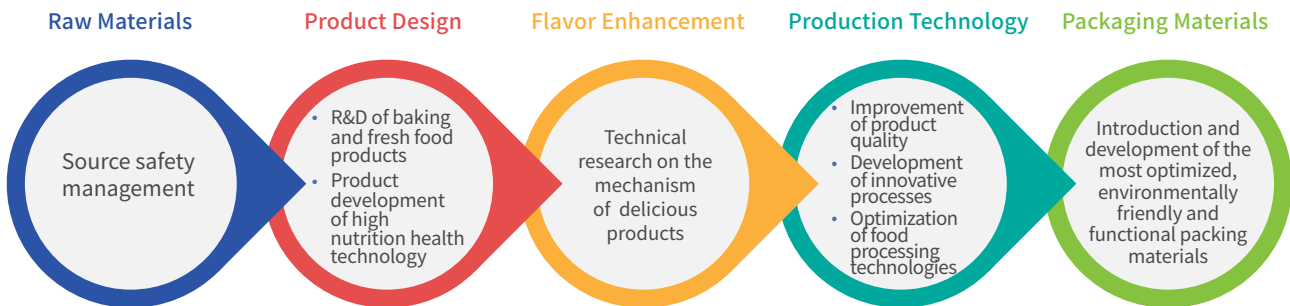 Raw Materials
Product Design
Flavor Enhancement
Production Technology
Packaging Materials
Source safety
management
• R&D of baking
and fresh food
products
• Product
development
of high
nutrition health
technology
Technical
research on the
mechanism
of delicious
products
• Improvement
of product
quality
• Development
of innovative
processes
• Optimization
of food
processing
technologies
Introduction and
development of the
most optimized,
environmentally
friendly and
functional packing
materials